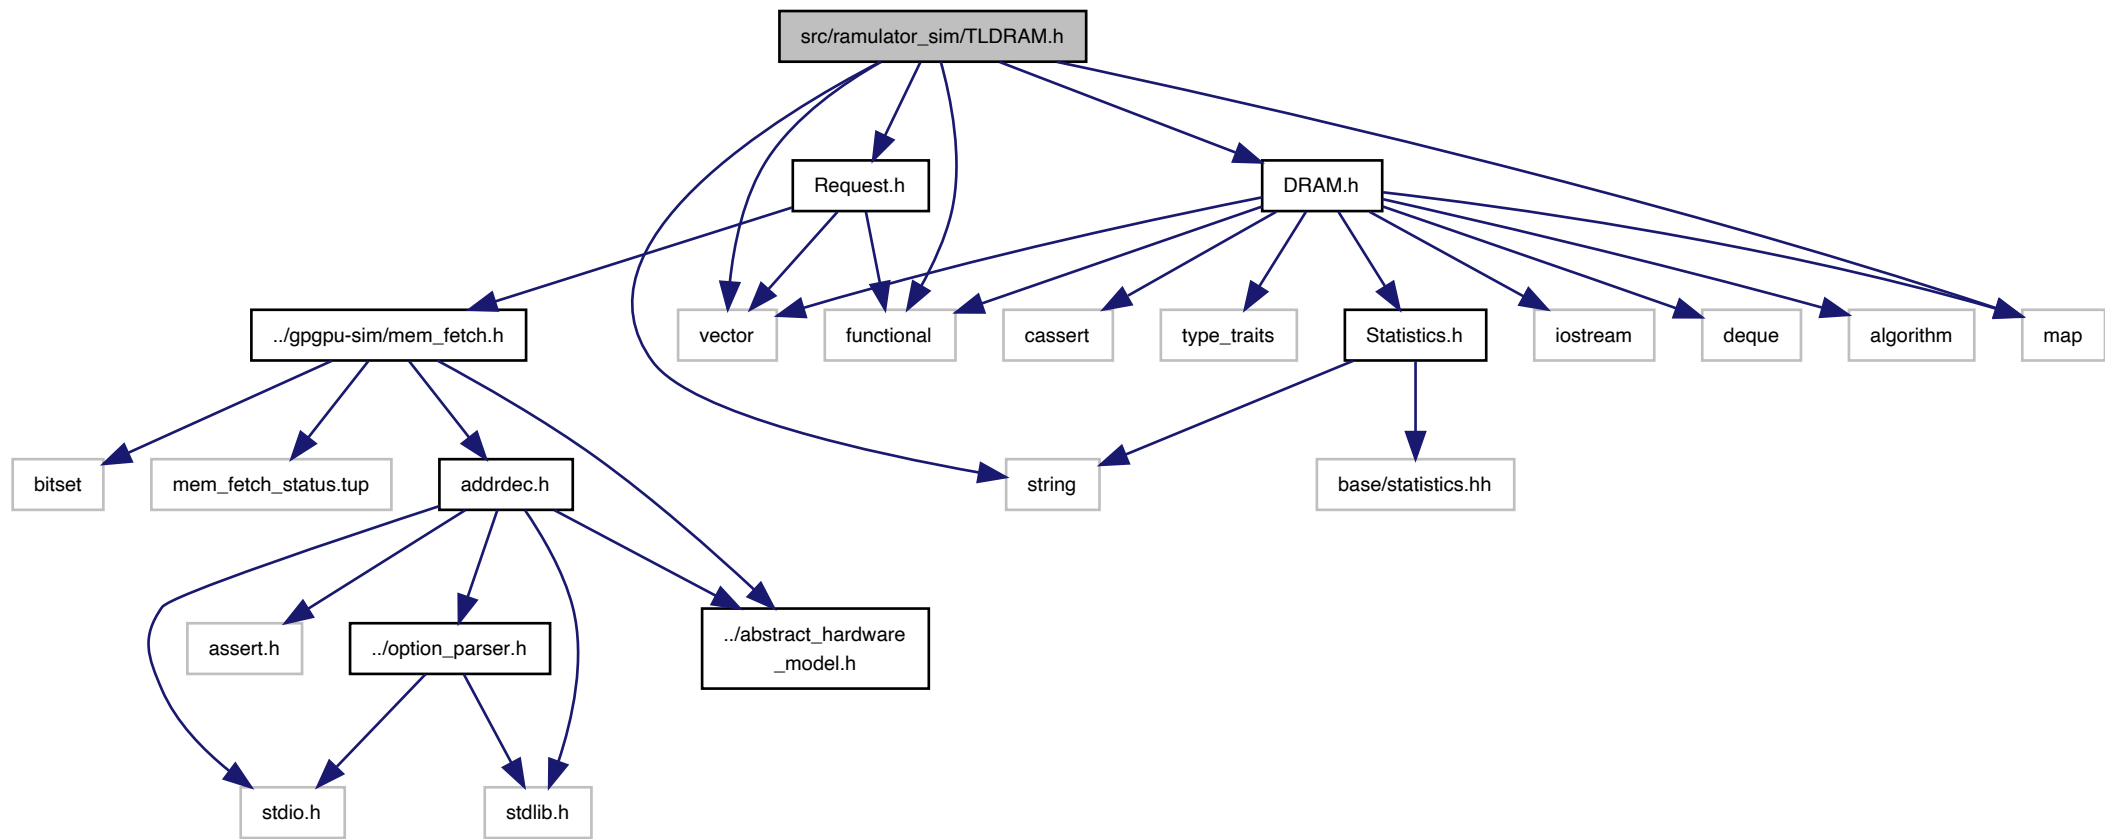 src/ramulator_sim/TLDRAM.h
Request.h
DRAM.h
../gpgpu-sim/mem_fetch.h
vector
functional
cassert
type_traits
Statistics.h
iostream
deque
algorithm
map
bitset
mem_fetch_status.tup
addrdec.h
string
base/statistics.hh
assert.h
../option_parser.h
../abstract_hardware
_model.h
stdio.h
stdlib.h